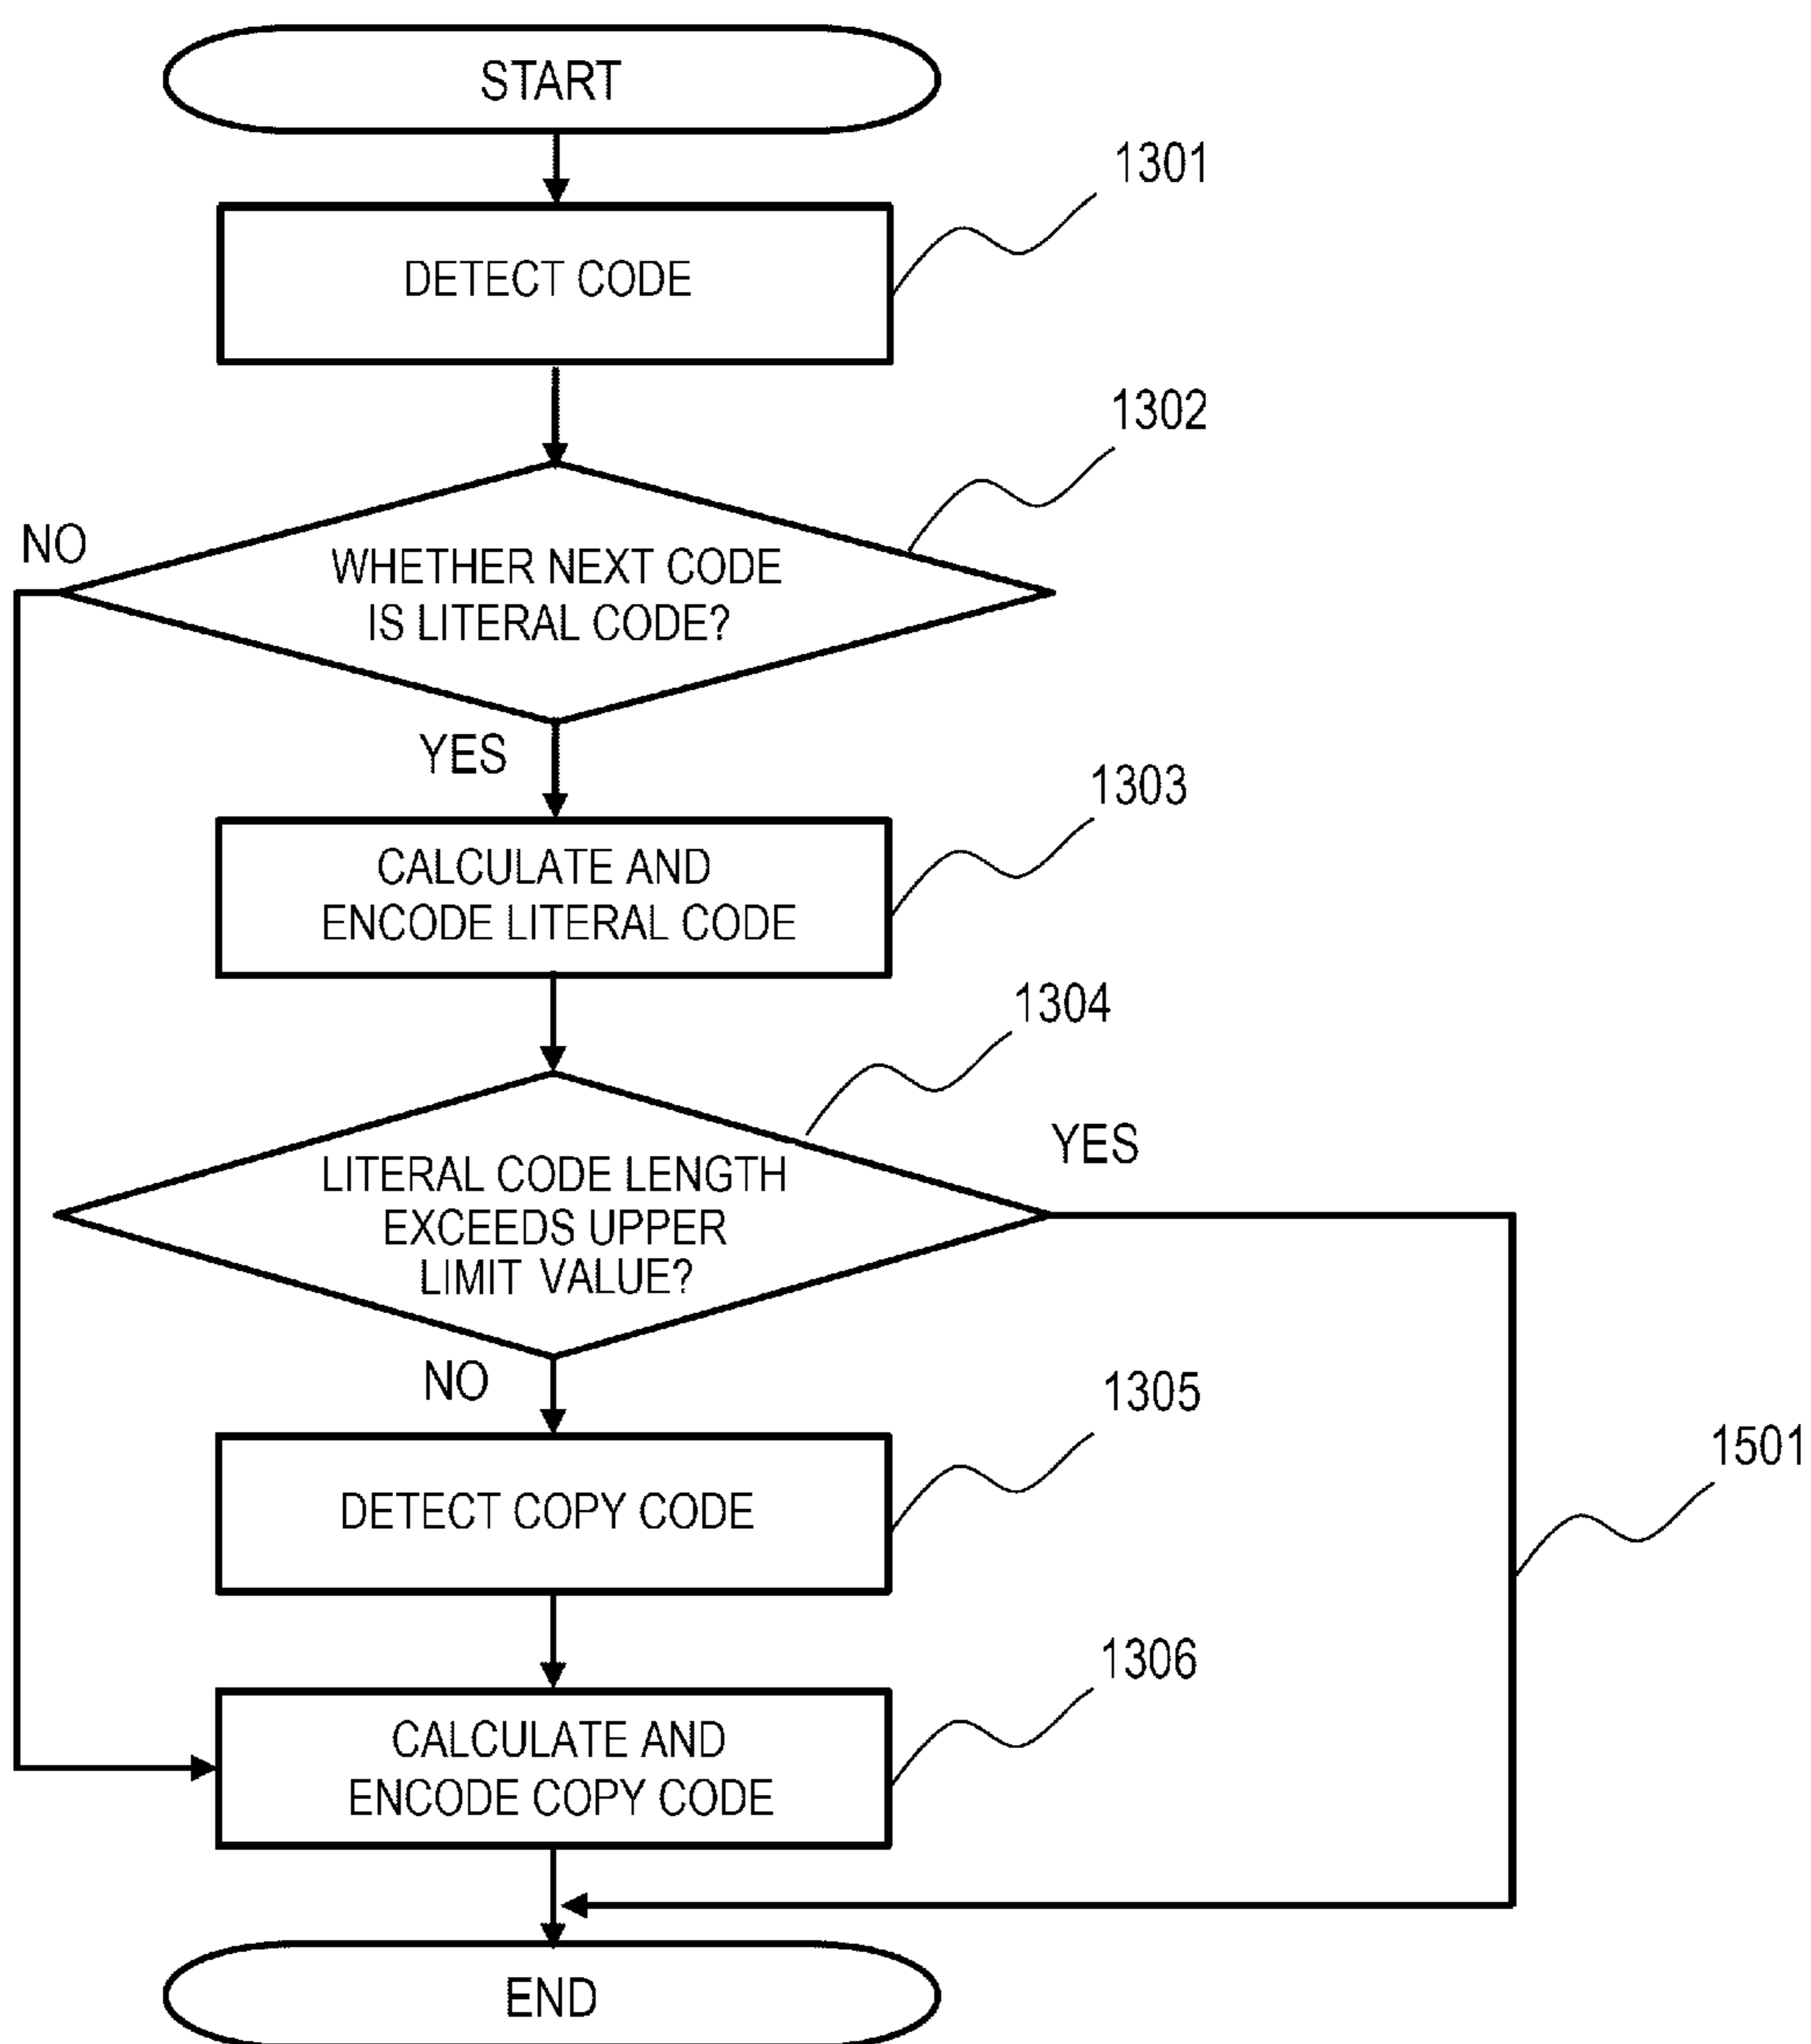 START
1301
DETECT CODE
1302
NO
WHETHER NEXT CODE
IS LITERAL CODE?
YES
1303
CALCULATE AND
ENCODE LITERAL CODE
1304
YES
LITERAL CODE LENGTH
EXCEEDS UPPER
LIMIT VALUE?
NO
1305
1501
DETECT COPY CODE
1306
CALCULATE AND
ENCODE COPY CODE
END